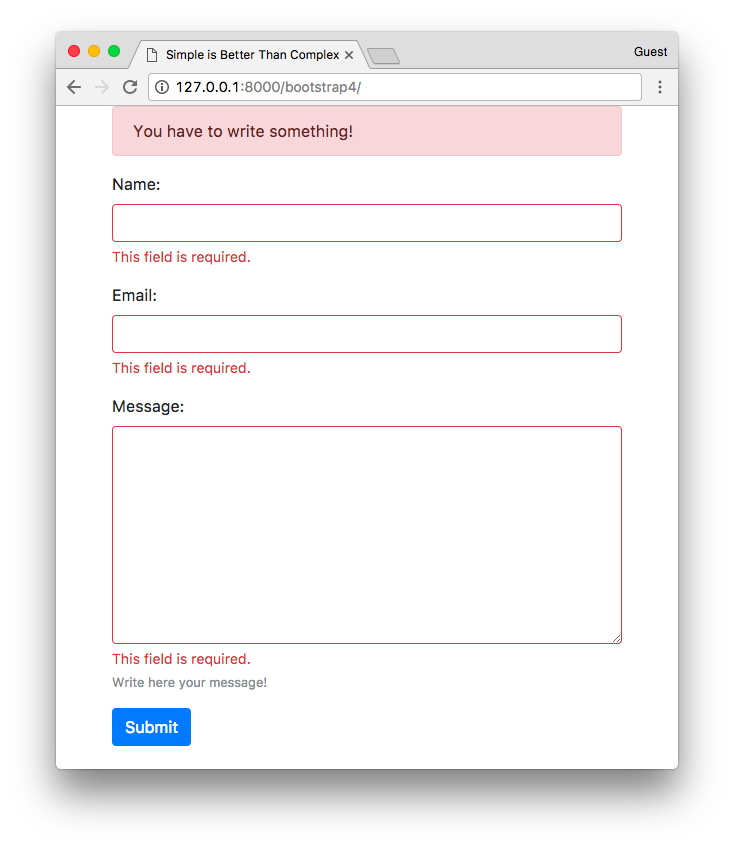 Simple is Better Than Complex
Guest
127.0.0.1:8000/bootstrap4/
You have to write something!
Name:
This field is required.
Email:
This field is required.
Message:
This field is required.
Write here your message!
Submit